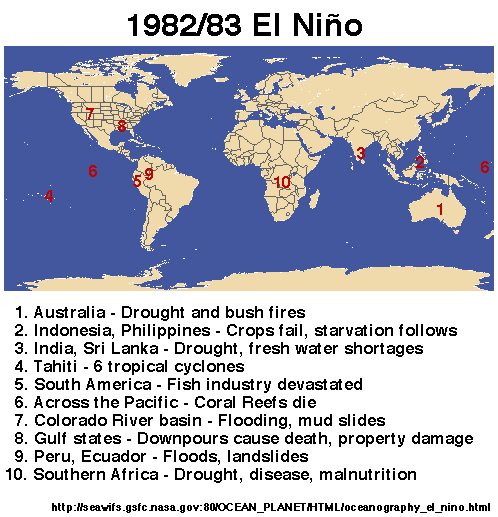 1982/83 El Niño
7
8
3
2
6
6
9
5
10
4
1
1. Australia - Drought and bush fires
2. Indonesia, Philippines - Crops fail, starvation follows
3. India, Sri Lanka - Drought, fresh water shortages
4. Tahiti - 6 tropical cyclones
5. South America - Fish industry devastated
6. Across the Pacific - Coral Reefs die
7. Colorado River basin - Flooding, mud slides
8. Gulf states - Downpours cause death, property damage
9. Peru, Ecuador - Floods, landslides
10. Southern Africa - Drought, disease, malnutrition
http://seawifs.gsfc.nasa.gov:80/OCEAN_PLANET/HTML/oceanography_el_nino.html